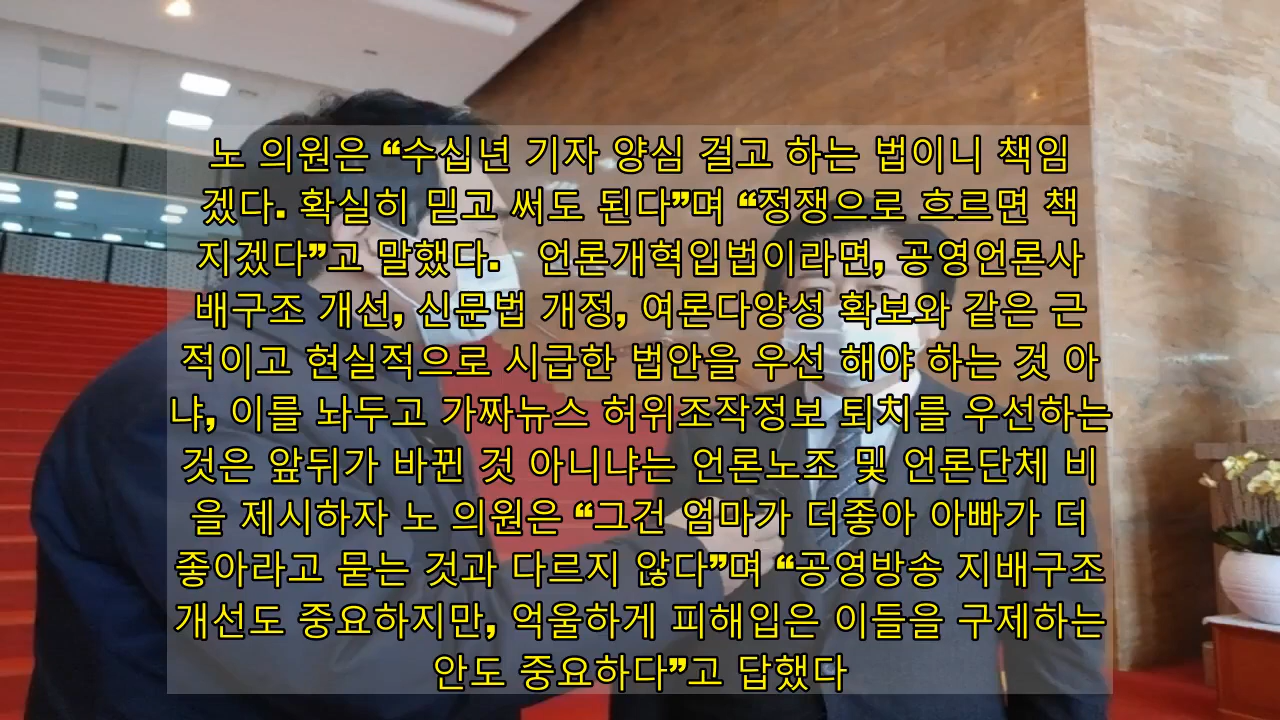 노 의원은 “수십년 기자 양심 걸고 하는 법이니 책임
겠다. 확실히 믿고 써도 된다”며 “정쟁으로 흐르면 책
지겠다”고 말했다. 언론개혁입법이라면, 공영언론사
배구조 개선, 신문법 개정, 여론다양성 확보와 같은 근
적이고 현실적으로 시급한 법안을 우선 해야 하는 것 아
냐, 이를 놔두고 가짜뉴스 허위조작정보 퇴치를 우선하는
것은 앞뒤가 바뀐 것 아니냐는 언론노조 및 언론단체 비
을 제시하자 노 의원은 “그건 엄마가 더좋아 아빠가 더
좋아라고 묻는 것과 다르지 않다”며 “공영방송 지배구조
개선도 중요하지만, 억울하게 피해입은 이들을 구제하는
안도 중요하다”고 답했다